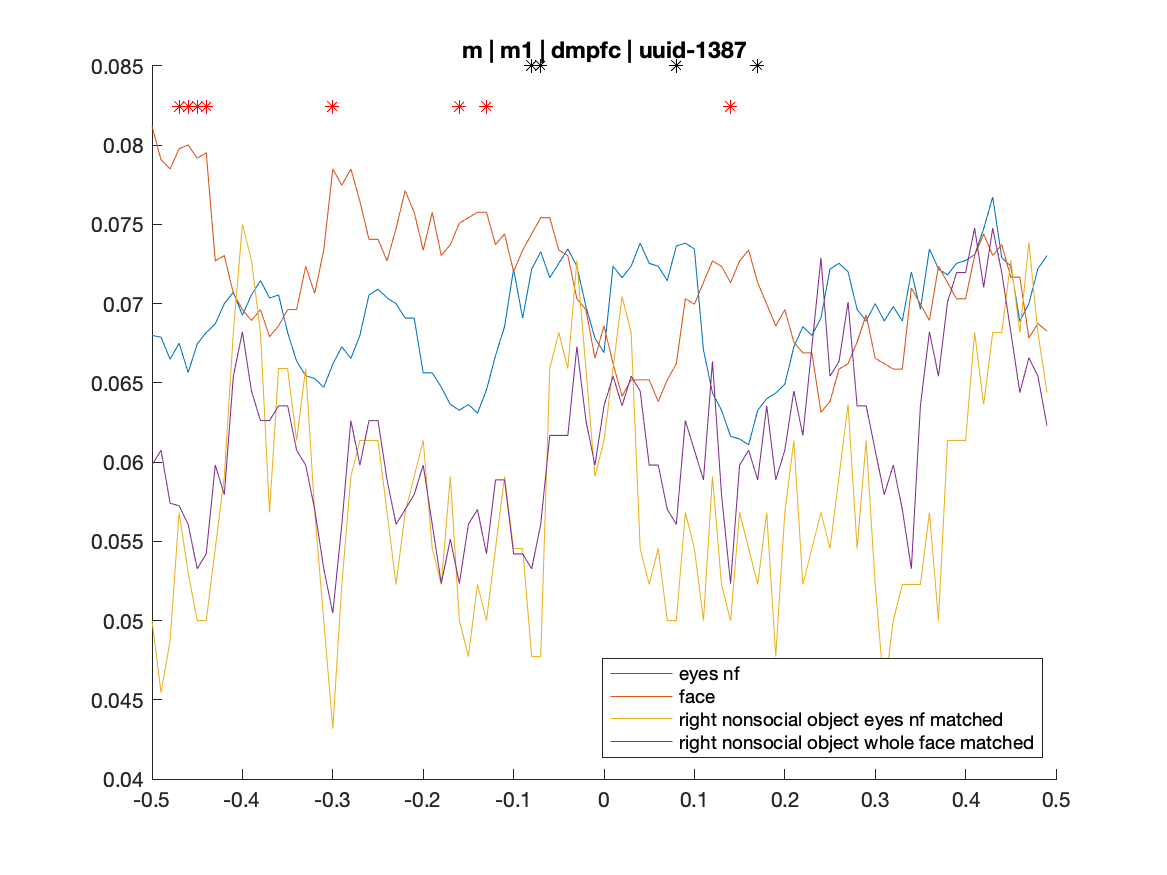 m | m1 | dmpfc | uuid-1387
0.085
0.08
0.075
0.07
0.065
0.06
0.055
0.05
0.045
0.04
-0.5 -0.4 -0.3 -0.2 -0.1 0 0.1 0.2 0.3 0.4 0.5
eyes nf
face
right nonsocial object eyes nf matched
right nonsocial object whole face matched